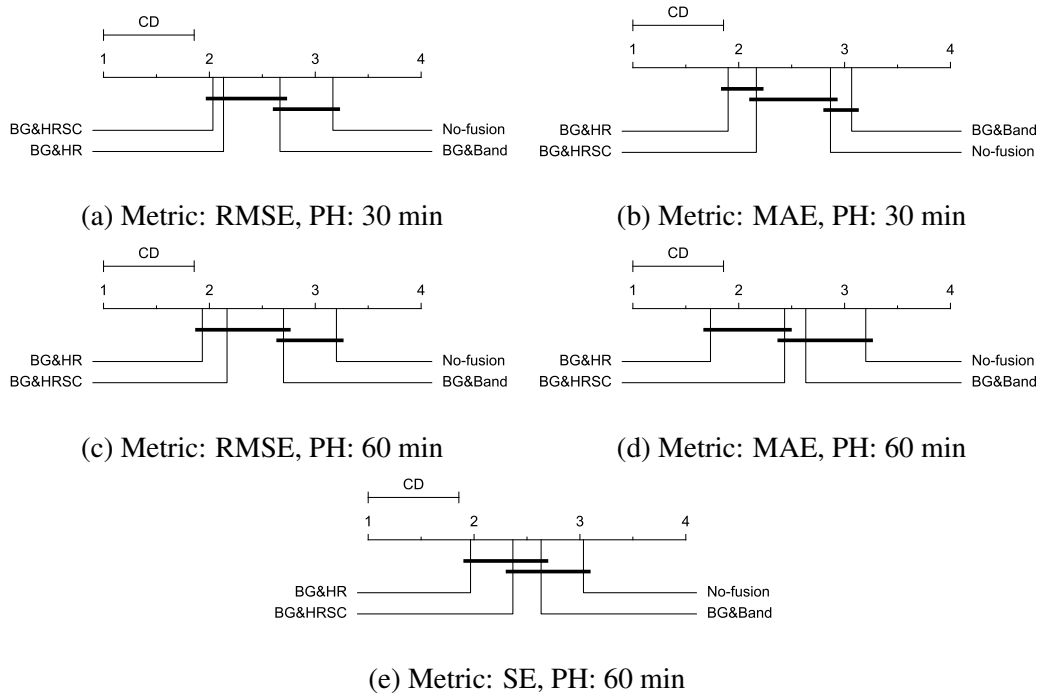 CD
1 2 3 4
BG&HRSC No-fusion
BG&HR BG&Band
(a) Metric: RMSE, PH: 30 min
CD
1 2 3 4
BG&HR BG&Band
BG&HRSC No-fusion
(b) Metric: MAE, PH: 30 min
CD
1 2 3 4
BG&HR No-fusion
BG&HRSC BG&Band
(c) Metric: RMSE, PH: 60 min
CD
1 2 3 4
BG&HR No-fusion
BG&HRSC BG&Band
(d) Metric: MAE, PH: 60 min
CD
1 2 3 4
BG&HR No-fusion
BG&HRSC BG&Band
(e) Metric: SE, PH: 60 min